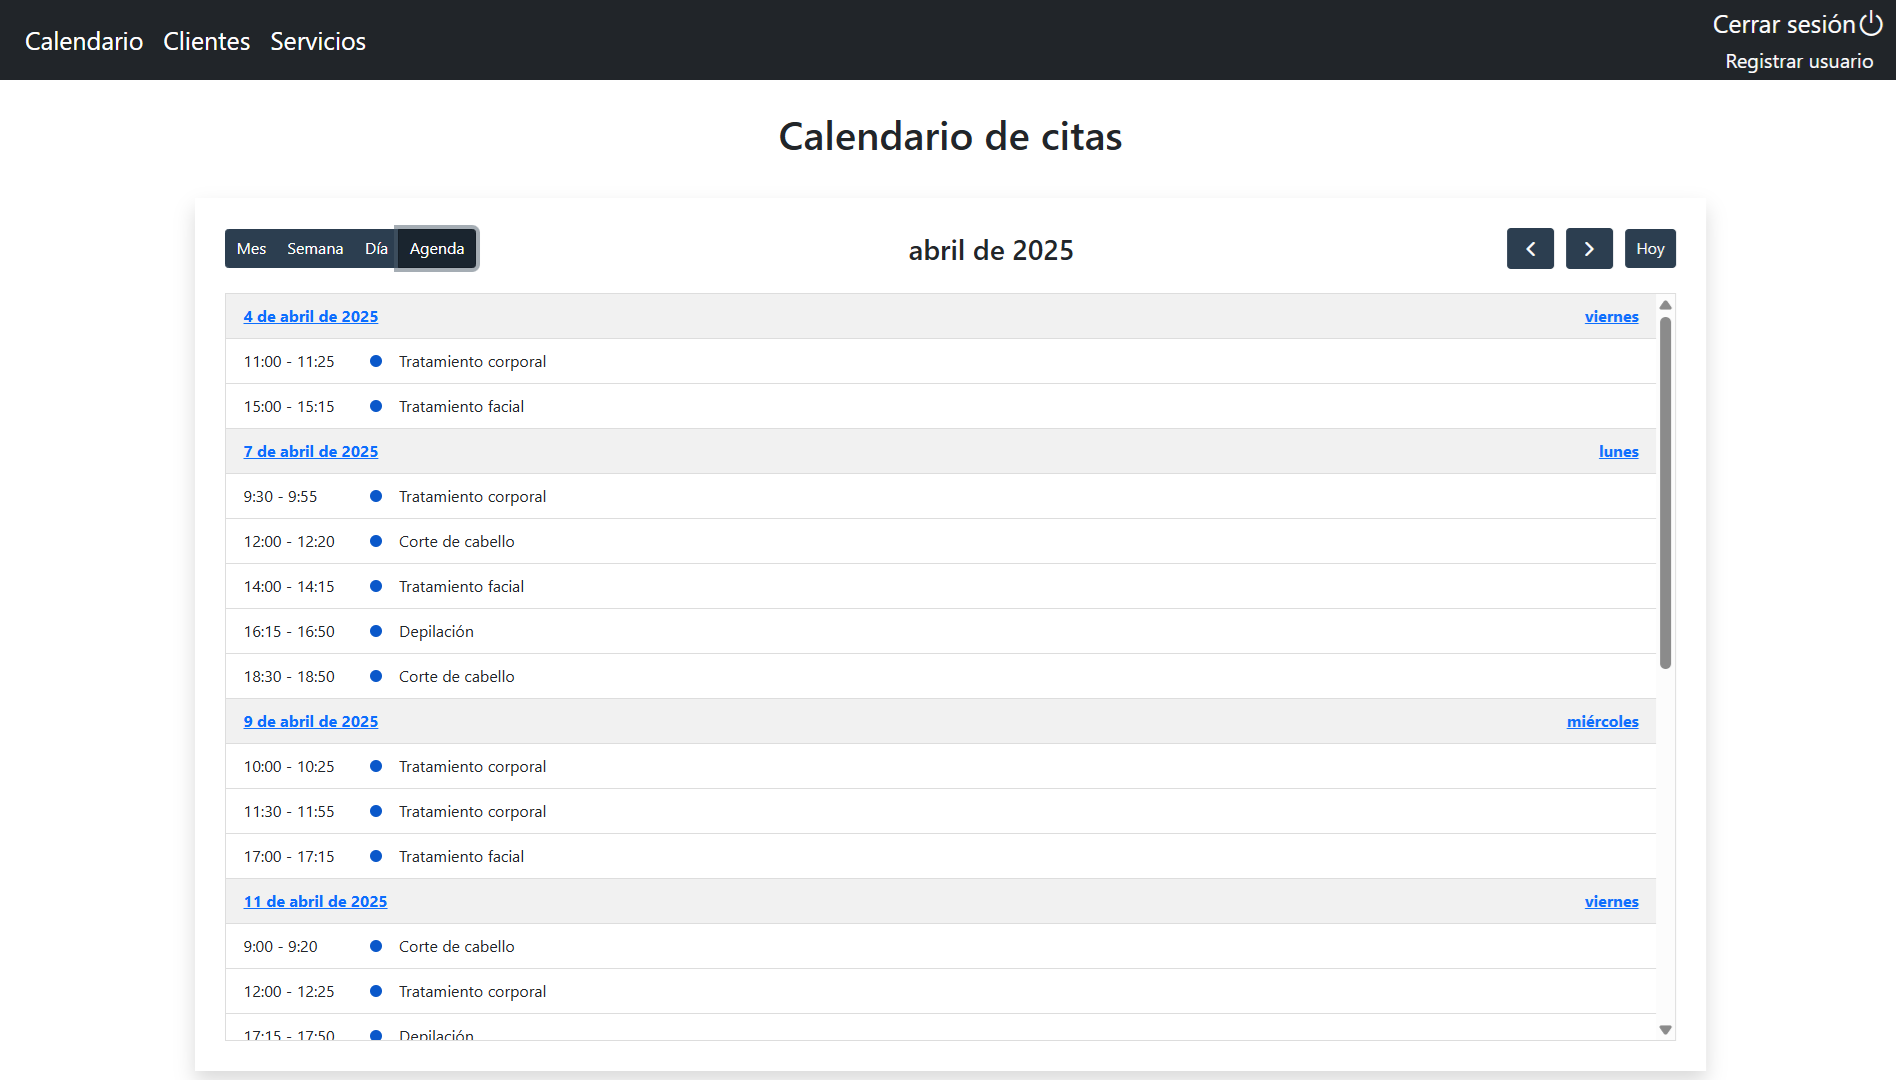 Calendario Clientes Servicios
Cerrar sesión
Registrar usuario
Calendario de citas
Mes Semana Día Agenda
abril de 2025
Hoy
4 de abril de 2025 viernes
11:00 - 11:25 Tratamiento corporal
15:00 - 15:15 Tratamiento facial
7 de abril de 2025 lunes
9:30 - 9:55 Tratamiento corporal
12:00 - 12:20 Corte de cabello
14:00 - 14:15 Tratamiento facial
16:15 - 16:50 Depilación
18:30 - 18:50 Corte de cabello
9 de abril de 2025 miércoles
10:00 - 10:25 Tratamiento corporal
11:30 - 11:55 Tratamiento corporal
17:00 - 17:15 Tratamiento facial
11 de abril de 2025 viernes
9:00 - 9:20 Corte de cabello
12:00 - 12:25 Tratamiento corporal
17:15 - 17:50 Depilación